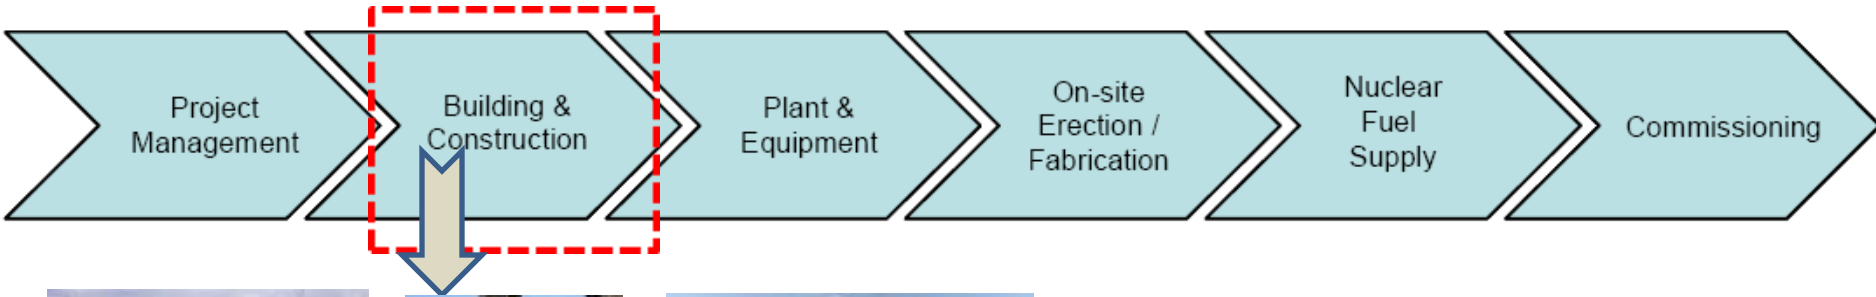 Project
Management
Building &
Construction
Plant &
Equipment
On-site
Erection /
Fabrication
Nuclear
Fuel
Supply
Commissioning